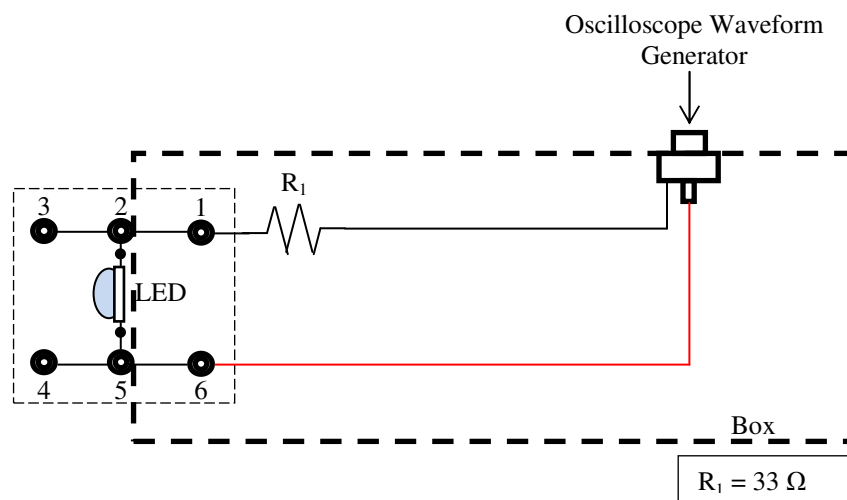 Oscilloscope Waveform
Generator
R₁
3 2 1
LED
4 5 6
Box
R₁ = 33 Ω